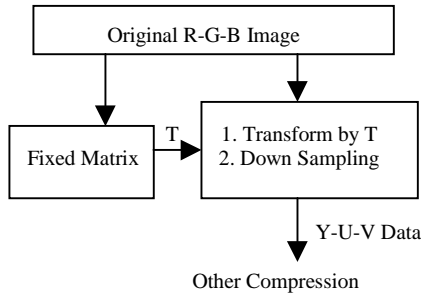 Original R-G-B Image
T
Fixed Matrix
1. Transform by T
2. Down Sampling
Y-U-V Data
Other Compression